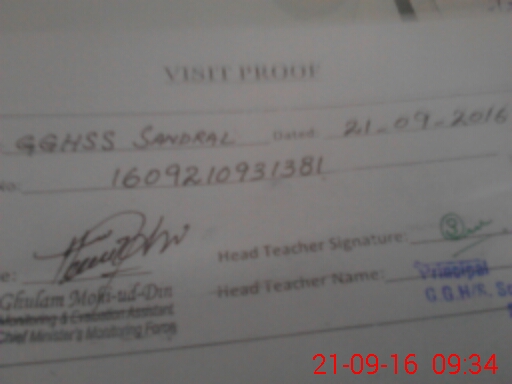 VISIT PROOF
GGHSS SANDRAL Dated: 21-09-2016
No: 1609210931381
Head Teacher Signature:
Ghulam Mohi-ud-Din Head Teacher Name: Principal
Monitoring & Evaluation Assistant G.G.H/S. S
Chief Minister's Monitoring Force
21-09-16 09:34